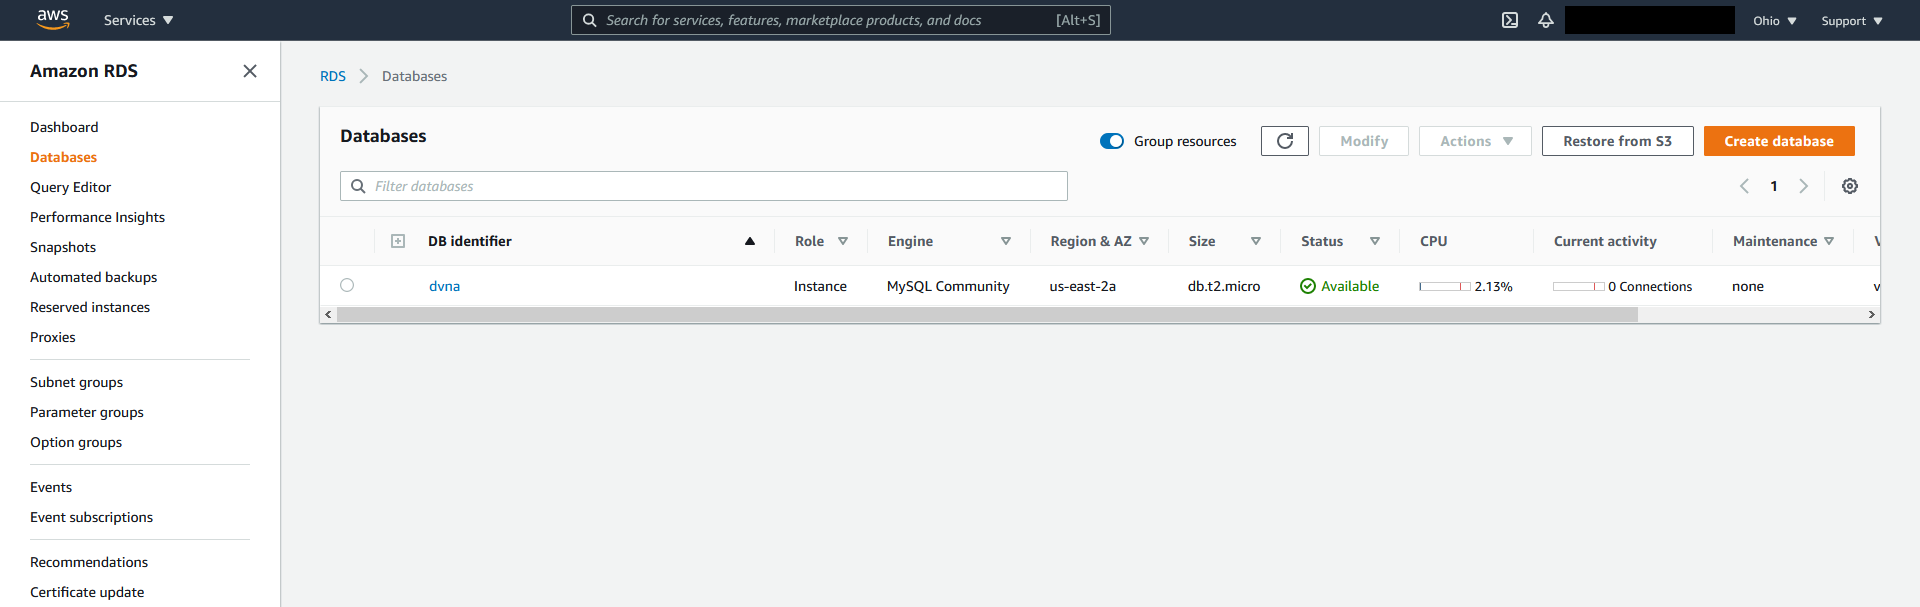 aws Services Search for services, features, marketplace products, and docs [Alt+S] Ohio Support
Amazon RDS
Dashboard
Databases
Query Editor
Performance Insights
Snapshots
Automated backups
Reserved instances
Proxies
Subnet groups
Parameter groups
Option groups
Events
Event subscriptions
Recommendations
Certificate update
RDS Databases
Databases Group resources Modify Actions Restore from S3 Create database
Filter databases 1
DB identifier Role Engine Region & AZ Size Status CPU Current activity Maintenance
dvna Instance MySQL Community us-east-2a db.t2.micro Available 2.13% 0 Connections none